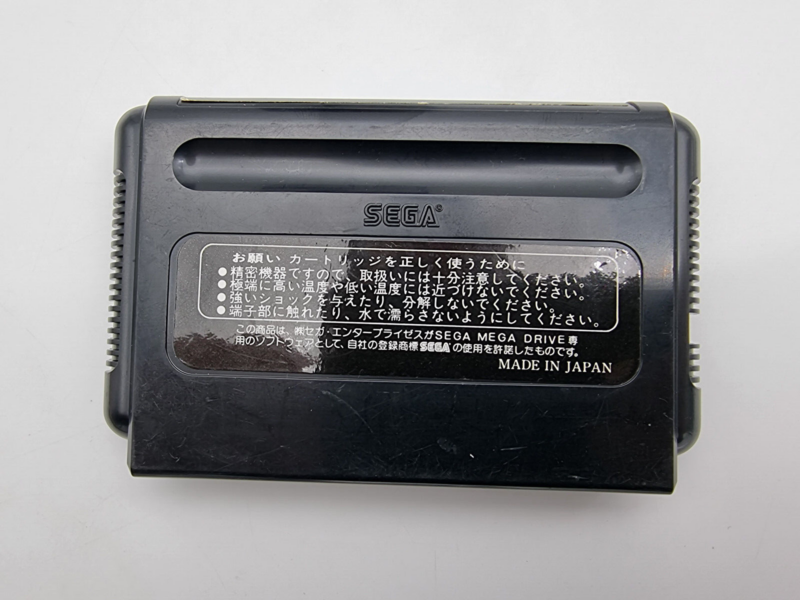 SEGA®
お願い カートリッジを正しく使うために
●精密機器ですので、取扱いには十分注意してください。
●極端に高い温度や低い温度には近づけないでください。
●強いショックを与えたり、分解しないでください。
●端子部に触れたり、水で濡らさないようにしてください。
この商品は、㈱セガ・エンタープライゼスがSEGA MEGA DRIVE専
用のソフトウェアとして、自社の登録商標SEGAの使用を許諾したものです。
MADE IN JAPAN